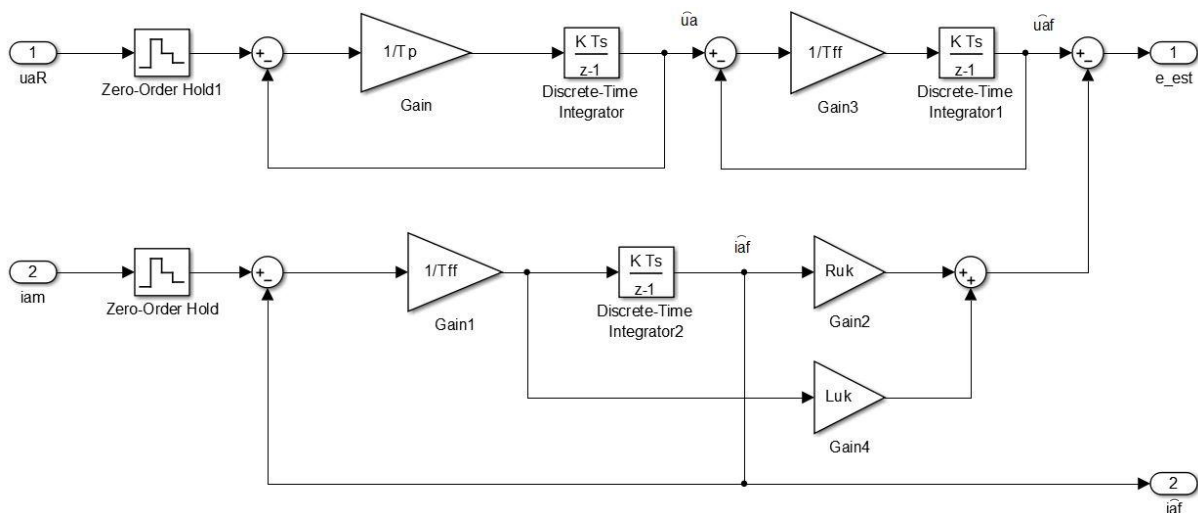 1
uaR
Zero-Order Hold1
+
-
1/Tp
Gain
K Ts
z-1
Discrete-Time
Integrator
ua
+
-
1/Tff
Gain3
K Ts
z-1
Discrete-Time
Integrator1
uaf
+
-
1
e_est
2
iam
Zero-Order Hold
+
-
1/Tff
Gain1
K Ts
z-1
Discrete-Time
Integrator2
iaf
Ruk
Gain2
+
+
Luk
Gain4
2
iaf